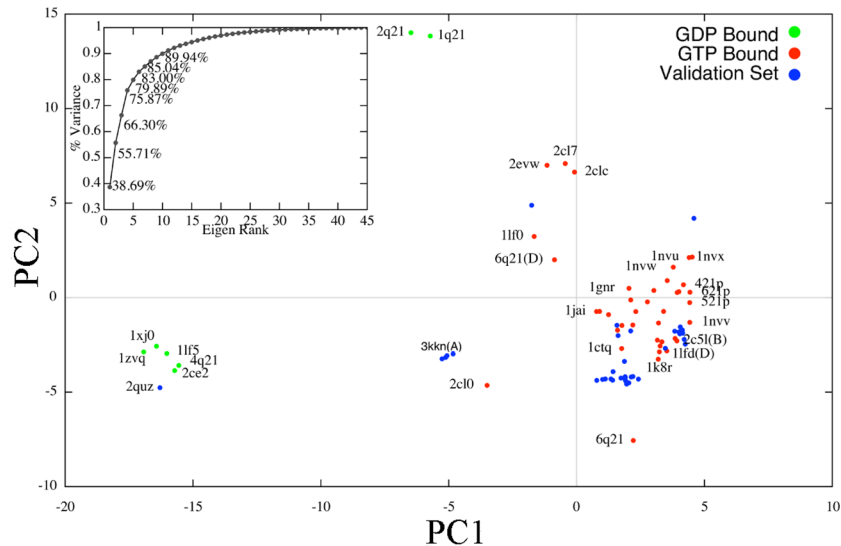 15
10
5
0
-5
-10
-20
-15
-10
-5
0
5
10
PC2
PC1
GDP Bound
GTP Bound
Validation Set
1
0.9
0.8
0.7
0.6
0.5
0.4
0.3
0
5
10
15
20
25
30
35
40
45
% Variance
Eigen Rank
89.94%
85.04%
83.00%
79.89%
75.87%
66.30%
55.71%
38.69%
2q21
1q21
2evw
2cl7
2clc
1lf0
6q21(D)
1nvu
1nvx
1nvw
1gnr
421p
621p
521p
1jai
1nvv
1ctq
2c5l(B)
1lfd(D)
1k8r
6q21
3kkn(A)
2cl0
1xj0
1zvq
1lf5
4q21
2ce2
2quz